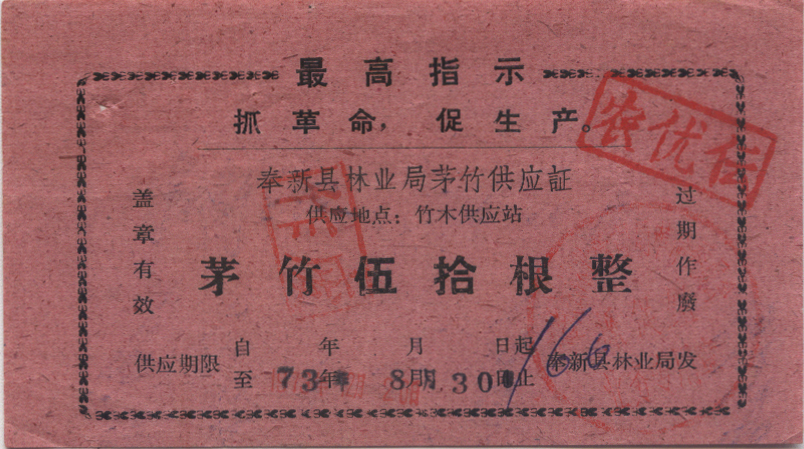 最高指示
抓革命，促生产。
奉新县林业局茅竹供应証
供应地点：竹木供应站
茅竹伍拾根整
盖章有效
过期作废
供应期限
自 年 月 日起
至 73年 8月 30日止
奉新县林业局发